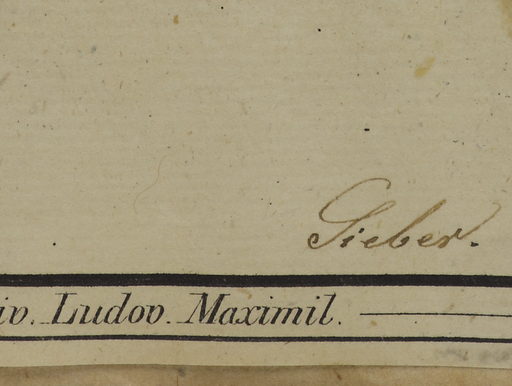 Sieber.
iv. Ludov. Maximil.